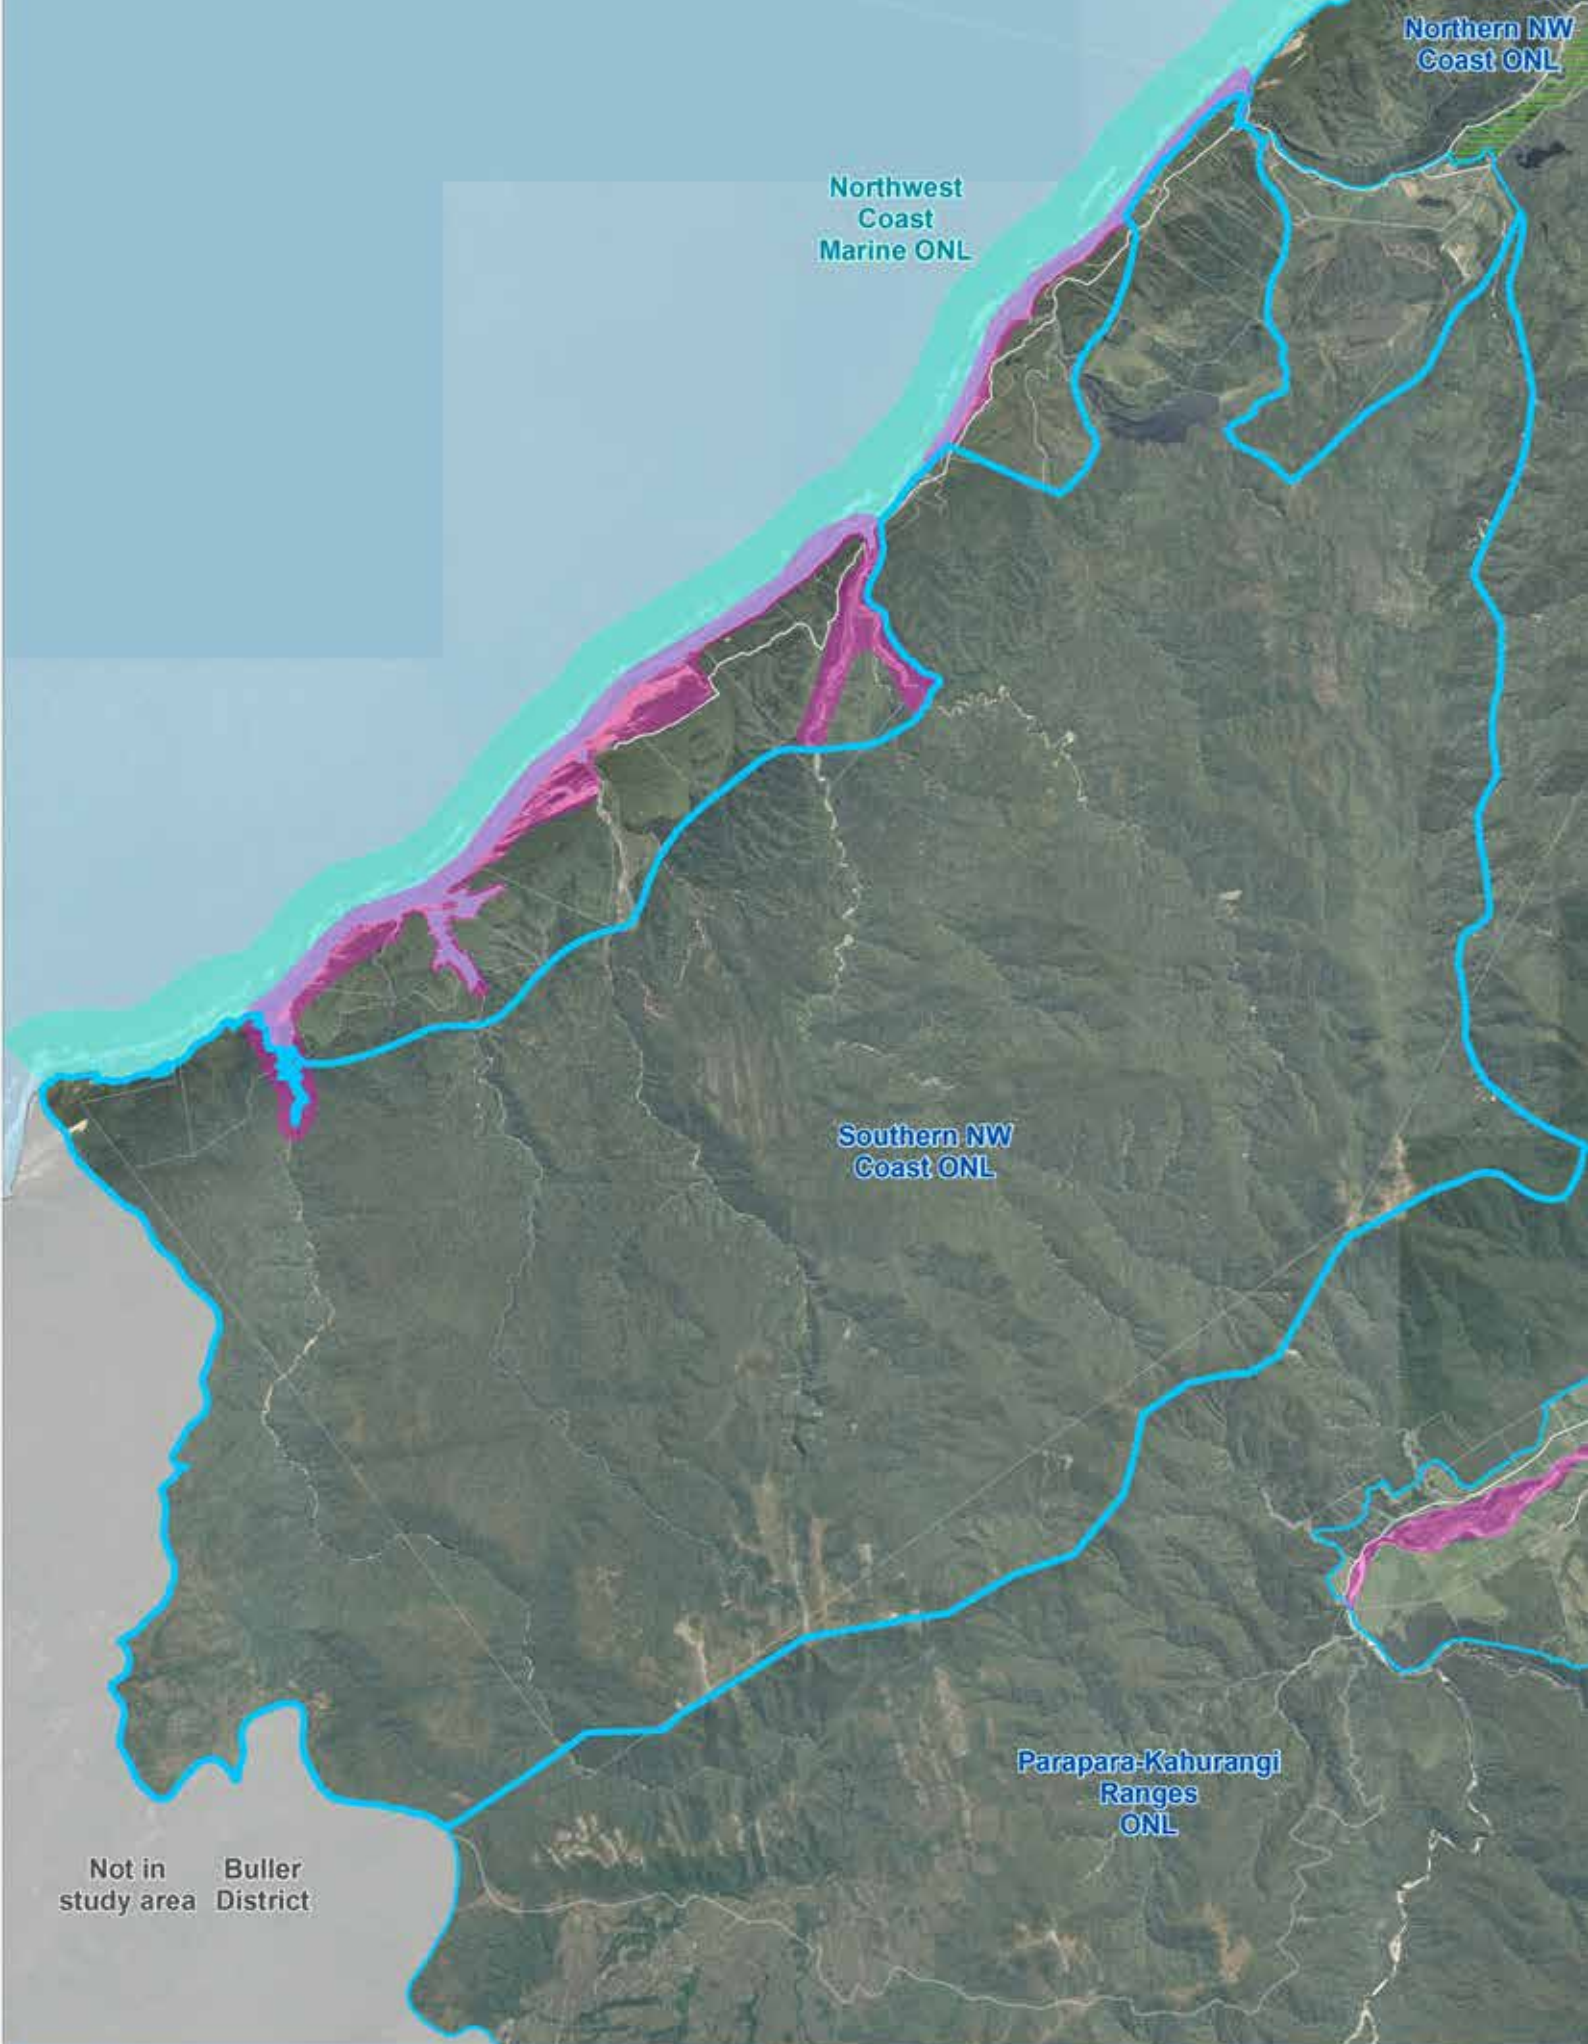 Northern NW
Coast ONL
Northwest
Coast
Marine ONL
Southern NW
Coast ONL
Parapara-Kahurangi
Ranges
ONL
Not in
study area
Buller
District